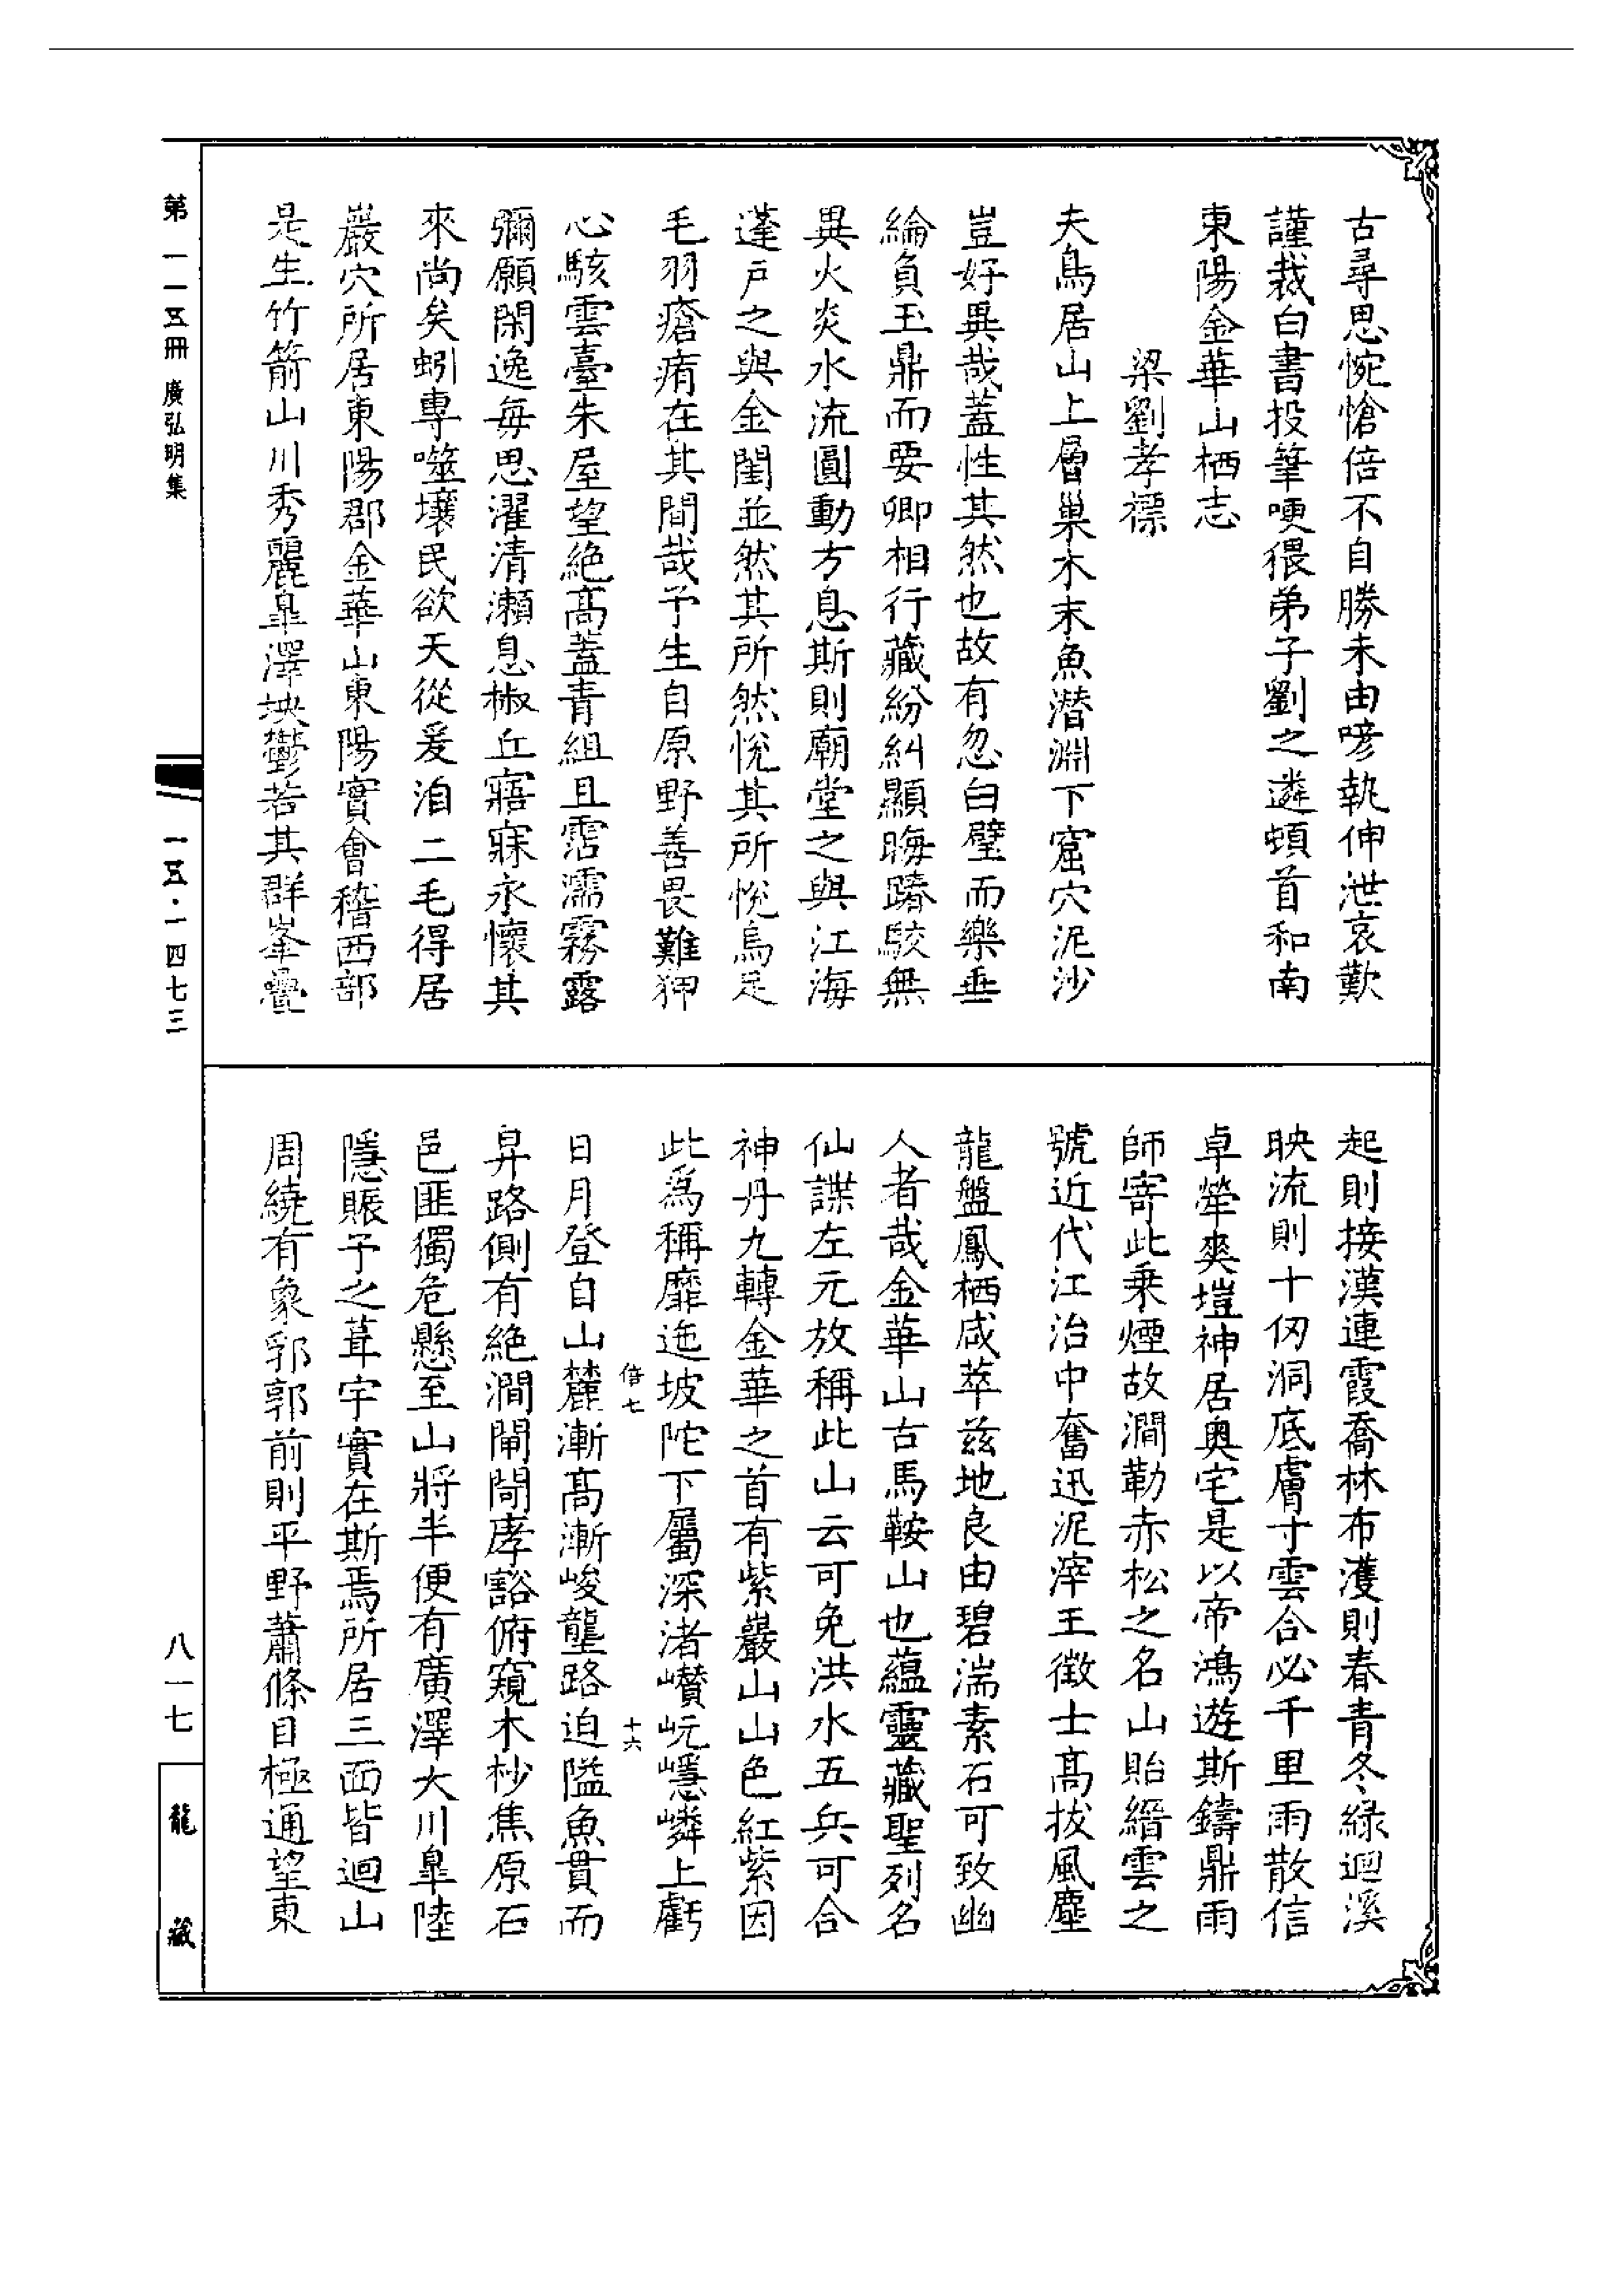 古尋思惋愴倍不自勝未由喭執伸泄哀歎
謹裁白書投筆哽猥弟子劉之遴頓首和南
東陽金華山栖志
梁劉孝標
夫鳥居山上層巢木末魚潛淵下窟穴泥沙
豈好異哉蓋性其然也故有忽白璧而樂垂
綸負玉鼎而要卿相行藏紛糾顯晦蹐駮無
異火炎水流圓動方息斯則廟堂之與江海
蓬戶之與金閨並然其所然悅其所悅烏足
毛羽瘡痏在其間哉予生自原野善畏難狎
心駭雲臺朱屋望絕高蓋青組且霑濡霧露
彌願閑逸每思濯清瀨息椒丘寤寐永懷其
來尚矣蚓專噬壤民欲天從爰洎二毛得居
巖穴所居東陽郡金華山東陽實會稽西部
是生竹箭山川秀麗皐澤坱鬱若其群峯疊
起則接漢連霞喬林布濩則春青冬綠迴溪
映流則十仞洞底膚寸雲合必千里雨散信
卓犖爽塏神居奧宅是以帝鴻遊斯鑄鼎雨
師寄此乘煙故澗勒赤松之名山貽縉雲之
號近代江治中奮迅泥滓王徵士高拔風塵
龍盤鳳栖咸萃茲地良由碧湍素石可致幽
人者哉金華山古馬鞍山也蘊靈藏聖列名
仙諜左元放稱此山云可免洪水五兵可合
神丹九轉金華之首有紫巖山山色紅紫因
此為稱靡迤坡陀下屬深渚巑岏嶾嶙上虧
倍七
十六
日月登自山麓漸高漸峻壟路迫隘魚貫而
昇路側有絕澗閘閜庨豁俯窺木杪焦原石
邑匪獨危懸至山將半便有廣澤大川皐陸
隱賑予之葺宇實在斯焉所居三面皆迴山
周繞有象郛郭前則平野蕭條目極通望東
第一一五冊 廣弘明集
一五·一四七三
八一七
龍藏